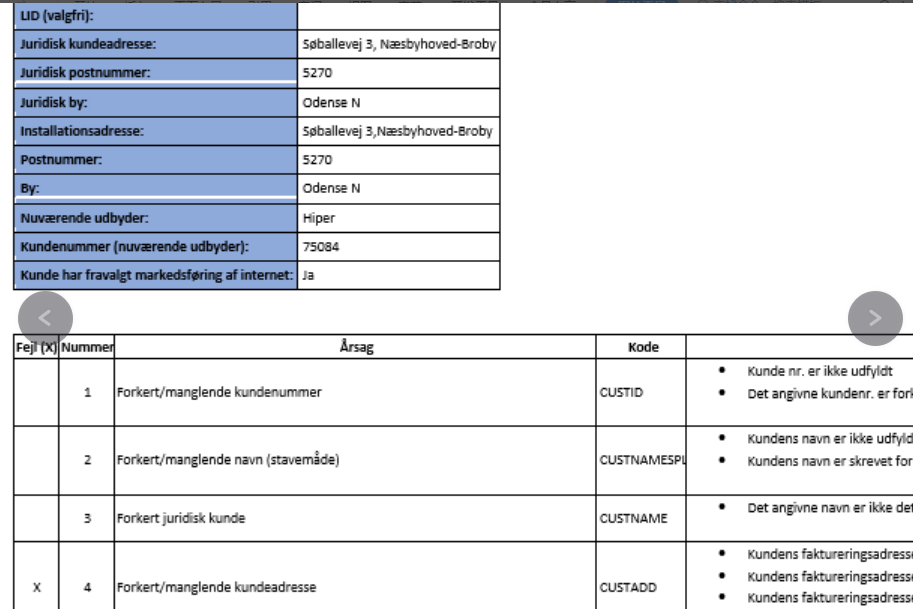 LID (valgfri):
Juridisk kundeadresse: Søballevej 3, Næsbyhoved-Broby
Juridisk postnummer: 5270
Juridisk by: Odense N
Installationsadresse: Søballevej 3,Næsbyhoved-Broby
Postnummer: 5270
By: Odense N
Nuværende udbyder: Hiper
Kundenummer (nuværende udbyder): 75084
Kunde har fravalgt markedsføring af internet: Ja
Fejl (X) Nummer Årsag Kode
1 Forkert/manglende kundenummer CUSTID
• Kunde nr. er ikke udfyldt
• Det angivne kundenr. er
2 Forkert/manglende navn (stavemåde) CUSTNAMESPL
• Kundens navn er ikke
• Kundens navn er skrevet
3 Forkert juridisk kunde CUSTNAME
• Det angivne navn er ikke
X 4 Forkert/manglende kundeadresse CUSTADD
• Kundens faktureringsadresse
• Kundens faktureringsadresse
• Kundens faktureringsadresse